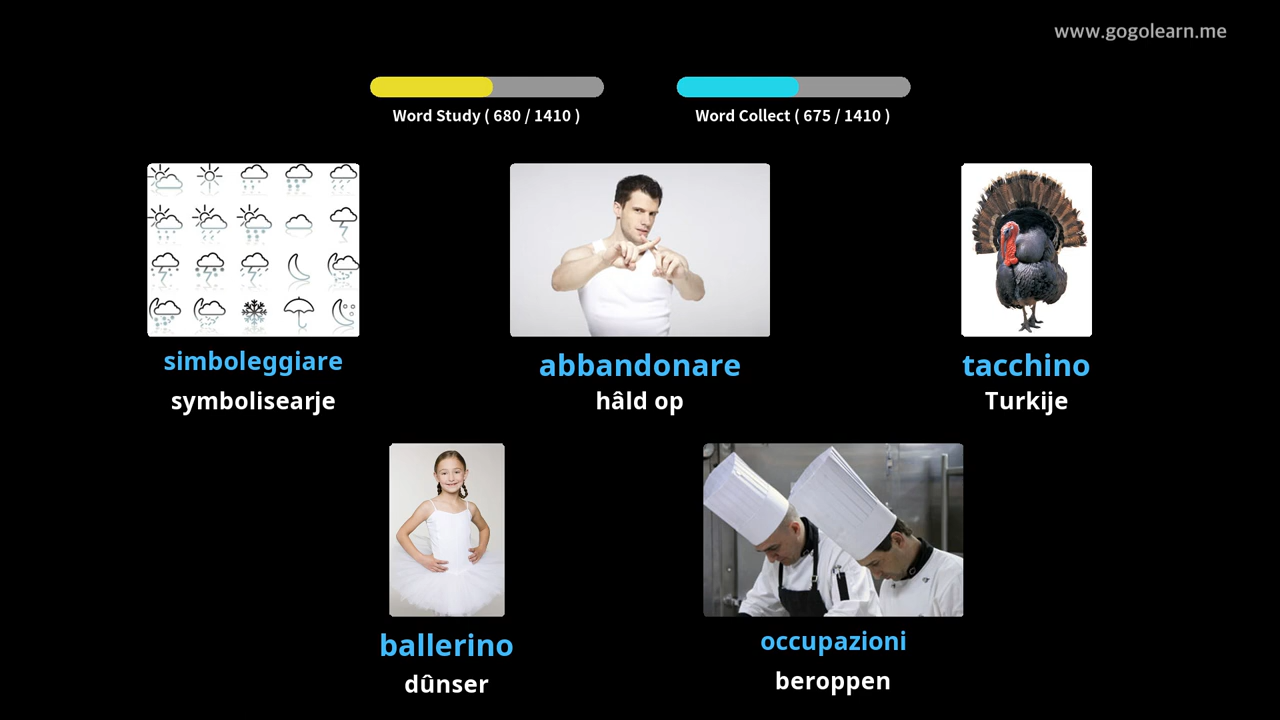 www.gogolearn.me
Word Study ( 680 / 1410 )
Word Collect ( 675 / 1410 )
simboleggiare
symbolisearje
abbandonare
hâld op
tacchino
Turkije
ballerino
dûnser
occupazioni
beroppen